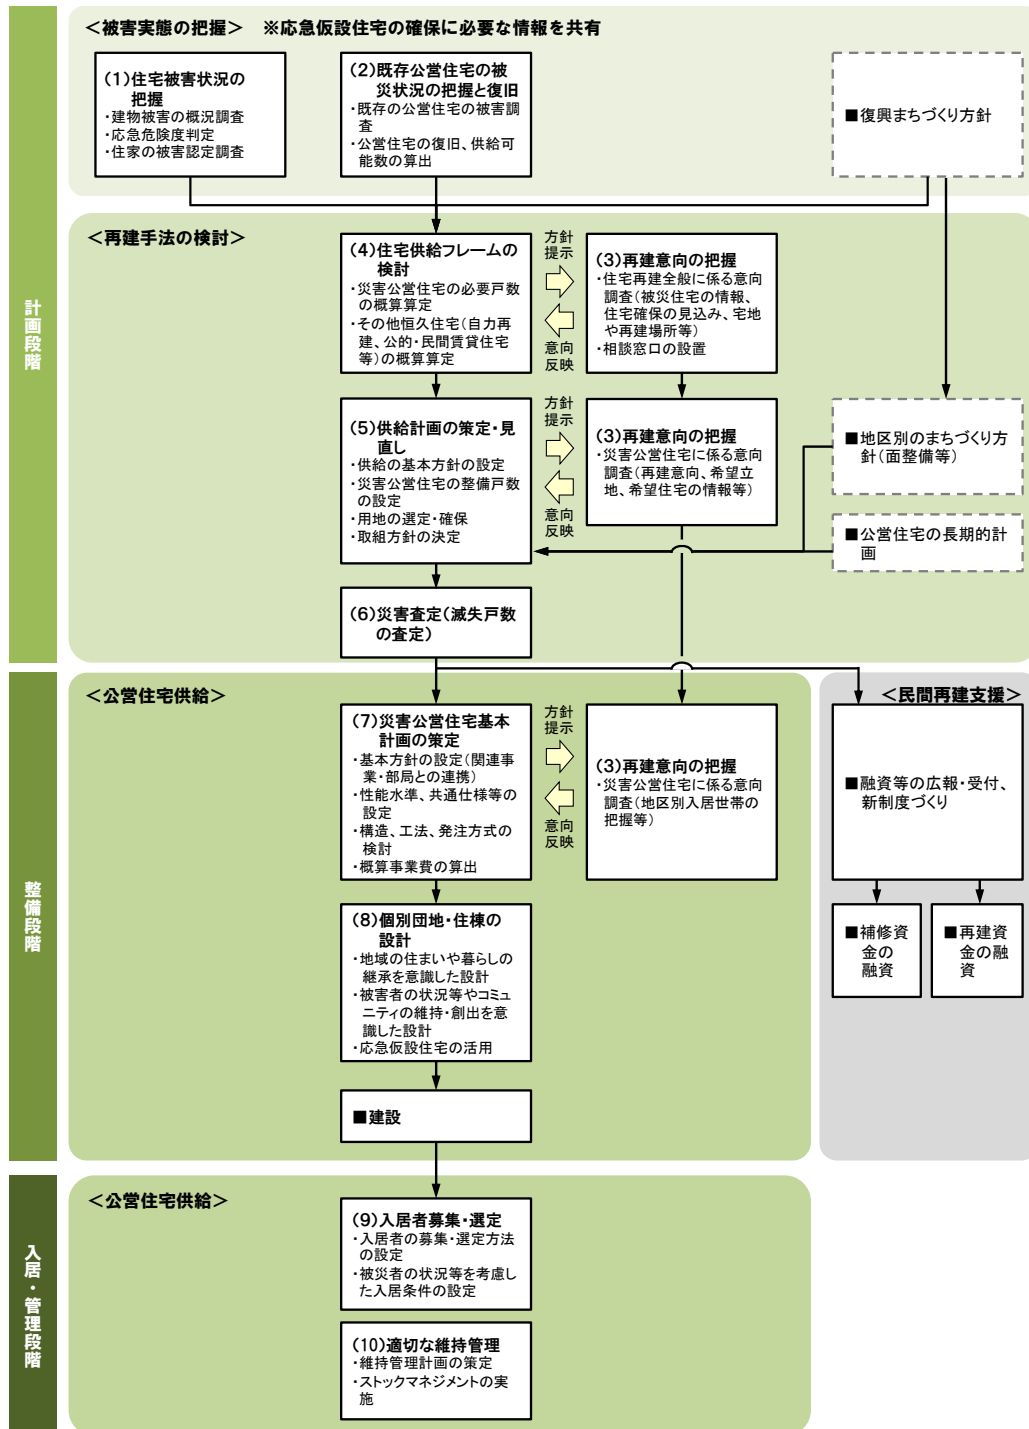 計画段階
＜被害実態の把握＞　※応急仮設住宅の確保に必要な情報を共有
(1)住宅被害状況の
把握
・建物被害の概況調査
・応急危険度判定
・住家の被害認定調査
(2)既存公営住宅の被
災状況の把握と復旧
・既存の公営住宅の被害調
査
・公営住宅の復旧、供給可
能数の算出
■復興まちづくり方針
＜再建手法の検討＞
(4)住宅供給フレームの
検討
・災害公営住宅の必要戸数
の概算算定
・その他恒久住宅(自力再
建、公的・民間賃貸住宅
等)の概算算定
方針
提示
意向
反映
(3)再建意向の把握
・住宅再建全般に係る意向
調査(被災住宅の情報、
住宅確保の見込み、宅地
や再建場所等)
・相談窓口の設置
(5)供給計画の策定・見
直し
・供給の基本方針の設定
・災害公営住宅の整備戸数
の設定
・用地の選定・確保
・取組方針の決定
方針
提示
意向
反映
(3)再建意向の把握
・災害公営住宅に係る意向
調査(再建意向、希望立
地、希望住宅の情報等)
■地区別のまちづくり方
針(面整備等)
■公営住宅の長期的計
画
(6)災害査定(滅失戸数
の査定)
整備段階
＜公営住宅供給＞
(7)災害公営住宅基本
計画の策定
・基本方針の設定(関連事
業・部局との連携)
・性能水準、共通仕様等の
設定
・構造、工法、発注方式の
検討
・概算事業費の算出
方針
提示
意向
反映
(3)再建意向の把握
・災害公営住宅に係る意向
調査(地区別入居世帯の
把握等)
(8)個別団地・住棟の
設計
・地域の住まいや暮らしの
継承を意識した設計
・被害者の状況等やコミュ
ニティの維持・創出を意
識した設計
・応急仮設住宅の活用
■建設
＜民間再建支援＞
■融資等の広報・受付、
新制度づくり
■補修資
金の
融資
■再建資
金の融
資
入居・管理段階
＜公営住宅供給＞
(9)入居者募集・選定
・入居者の募集・選定方法
の設定
・被災者の状況等を考慮し
た入居条件の設定
(10)適切な維持管理
・維持管理計画の策定
・ストックマネジメントの実
施